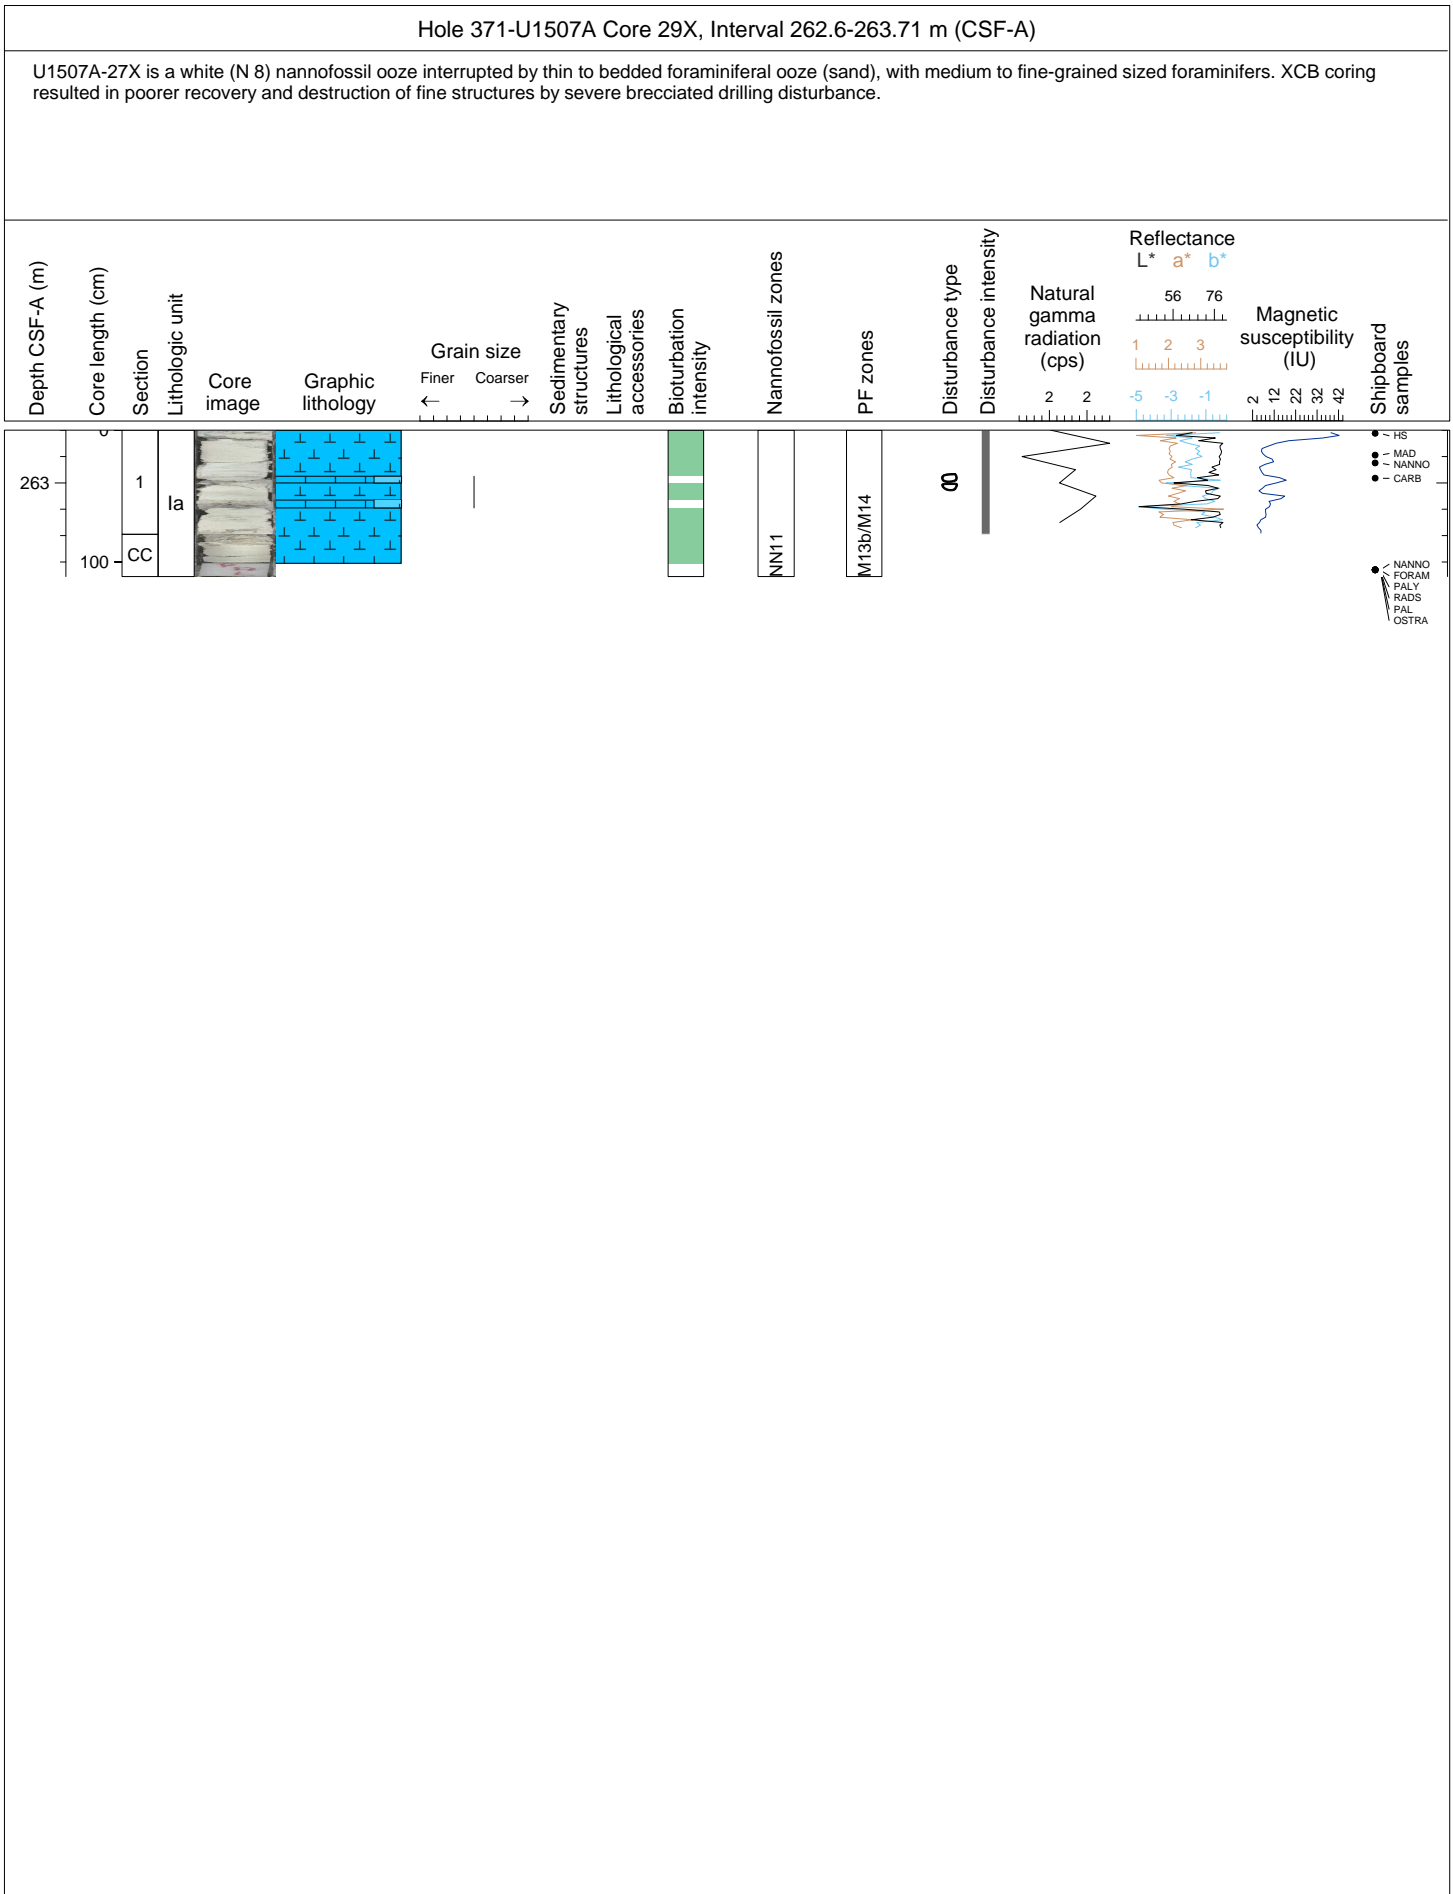 Hole 371-U1507A Core 29X, Interval 262.6-263.71 m (CSF-A)
U1507A-27X is a white (N 8) nannofossil ooze interrupted by thin to bedded foraminiferal ooze (sand), with medium to fine-grained sized foraminifers. XCB coring
resulted in poorer recovery and destruction of fine structures by severe brecciated drilling disturbance.
Depth CSF-A (m)
Core length (cm)
Section
Lithologic unit
Core
image
Graphic
lithology
Grain size
Finer Coarser
← →
Sedimentary
structures
Lithological
accessories
Bioturbation
intensity
Nannofossil zones
PF zones
Disturbance type
Disturbance intensity
Natural
gamma
radiation
(cps)
2 2
Reflectance
L* a* b*
56 76
1 2 3
-5 -3 -1
Magnetic
susceptibility
(IU)
2 12 22 32 42
Shipboard
samples
0
263
100
1
CC
Ia
NN11
M13b/M14
HS
MAD
NANNO
CARB
NANNO
FORAM
PALY
RADS
PAL
OSTRA